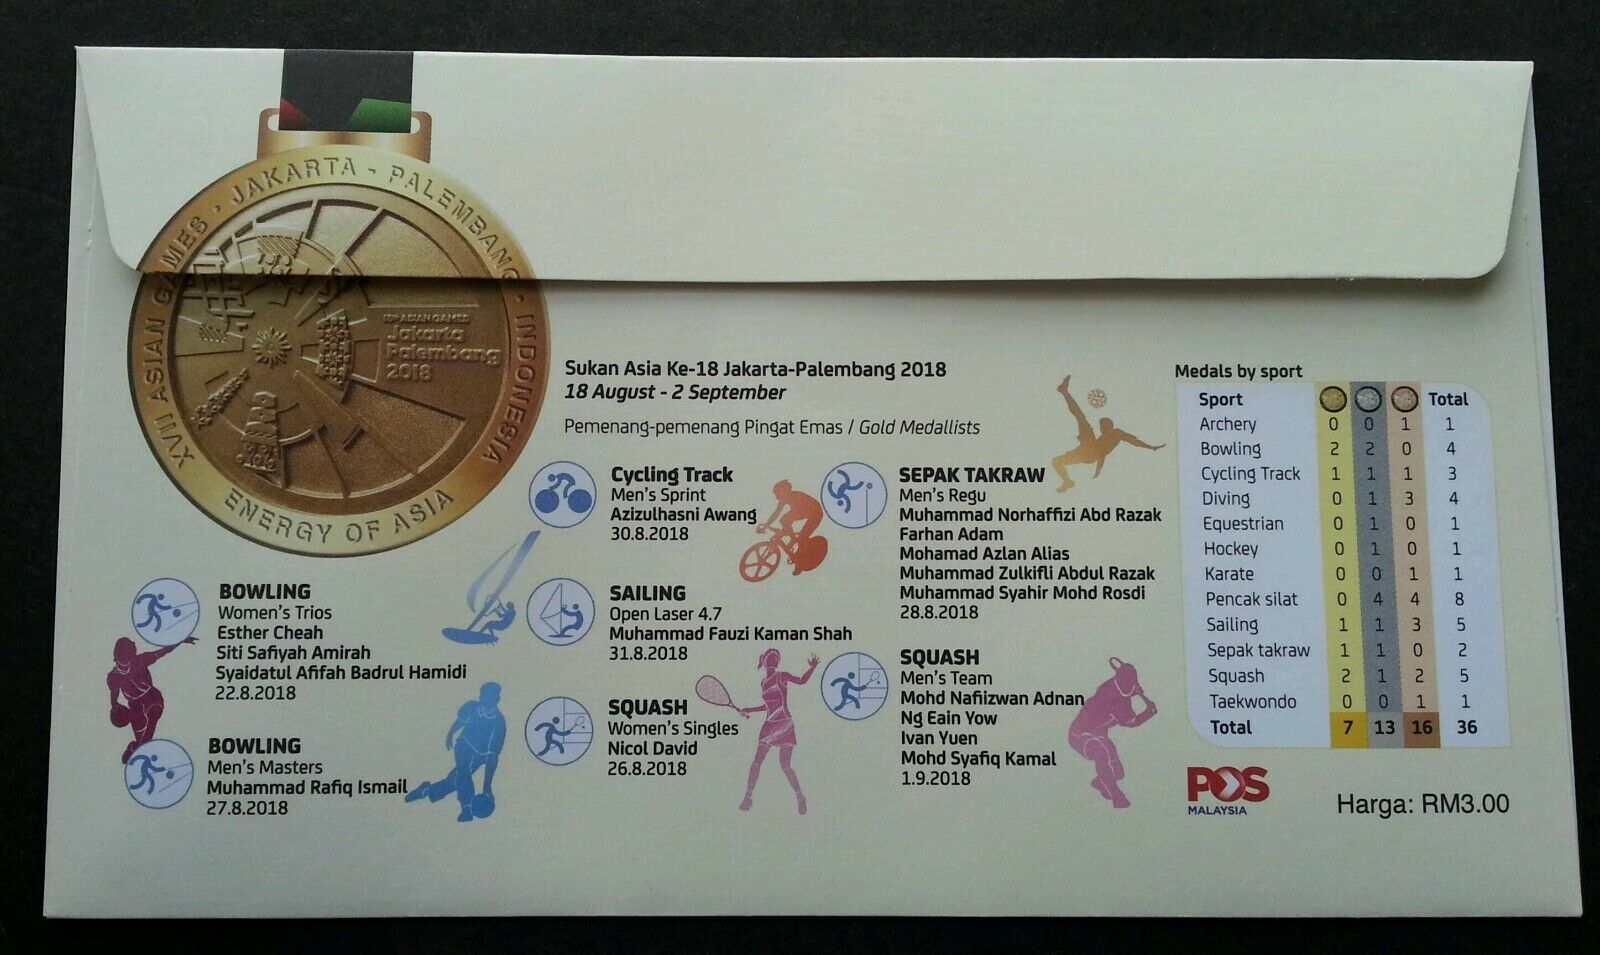 XVIII ASIAN GAMES · JAKARTA - PALEMBANG · INDONESIA
ENERGY OF ASIA
18TH ASIAN GAMES
Jakarta
Palembang
2018
Sukan Asia Ke-18 Jakarta-Palembang 2018
18 August - 2 September
Pemenang-pemenang Pingat Emas / Gold Medallists
BOWLING
Women's Trios
Esther Cheah
Siti Safiyah Amirah
Syaidatul Afifah Badrul Hamidi
22.8.2018
BOWLING
Men's Masters
Muhammad Rafiq Ismail
27.8.2018
Cycling Track
Men's Sprint
Azizulhasni Awang
30.8.2018
SAILING
Open Laser 4.7
Muhammad Fauzi Kaman Shah
31.8.2018
SQUASH
Women's Singles
Nicol David
26.8.2018
SEPAK TAKRAW
Men's Regu
Muhammad Norhaffizi Abd Razak
Farhan Adam
Mohamad Azlan Alias
Muhammad Zulkifli Abdul Razak
Muhammad Syahir Mohd Rosdi
28.8.2018
SQUASH
Men's Team
Mohd Nafiizwan Adnan
Ng Eain Yow
Ivan Yuen
Mohd Syafiq Kamal
1.9.2018
Medals by sport
Sport Total
Archery 0 0 1 1
Bowling 2 2 0 4
Cycling Track 1 1 1 3
Diving 0 1 3 4
Equestrian 0 1 0 1
Hockey 0 1 0 1
Karate 0 0 1 1
Pencak silat 0 4 4 8
Sailing 1 1 3 5
Sepak takraw 1 1 0 2
Squash 2 1 2 5
Taekwondo 0 0 1 1
Total 7 13 16 36
POS
MALAYSIA
Harga: RM3.00